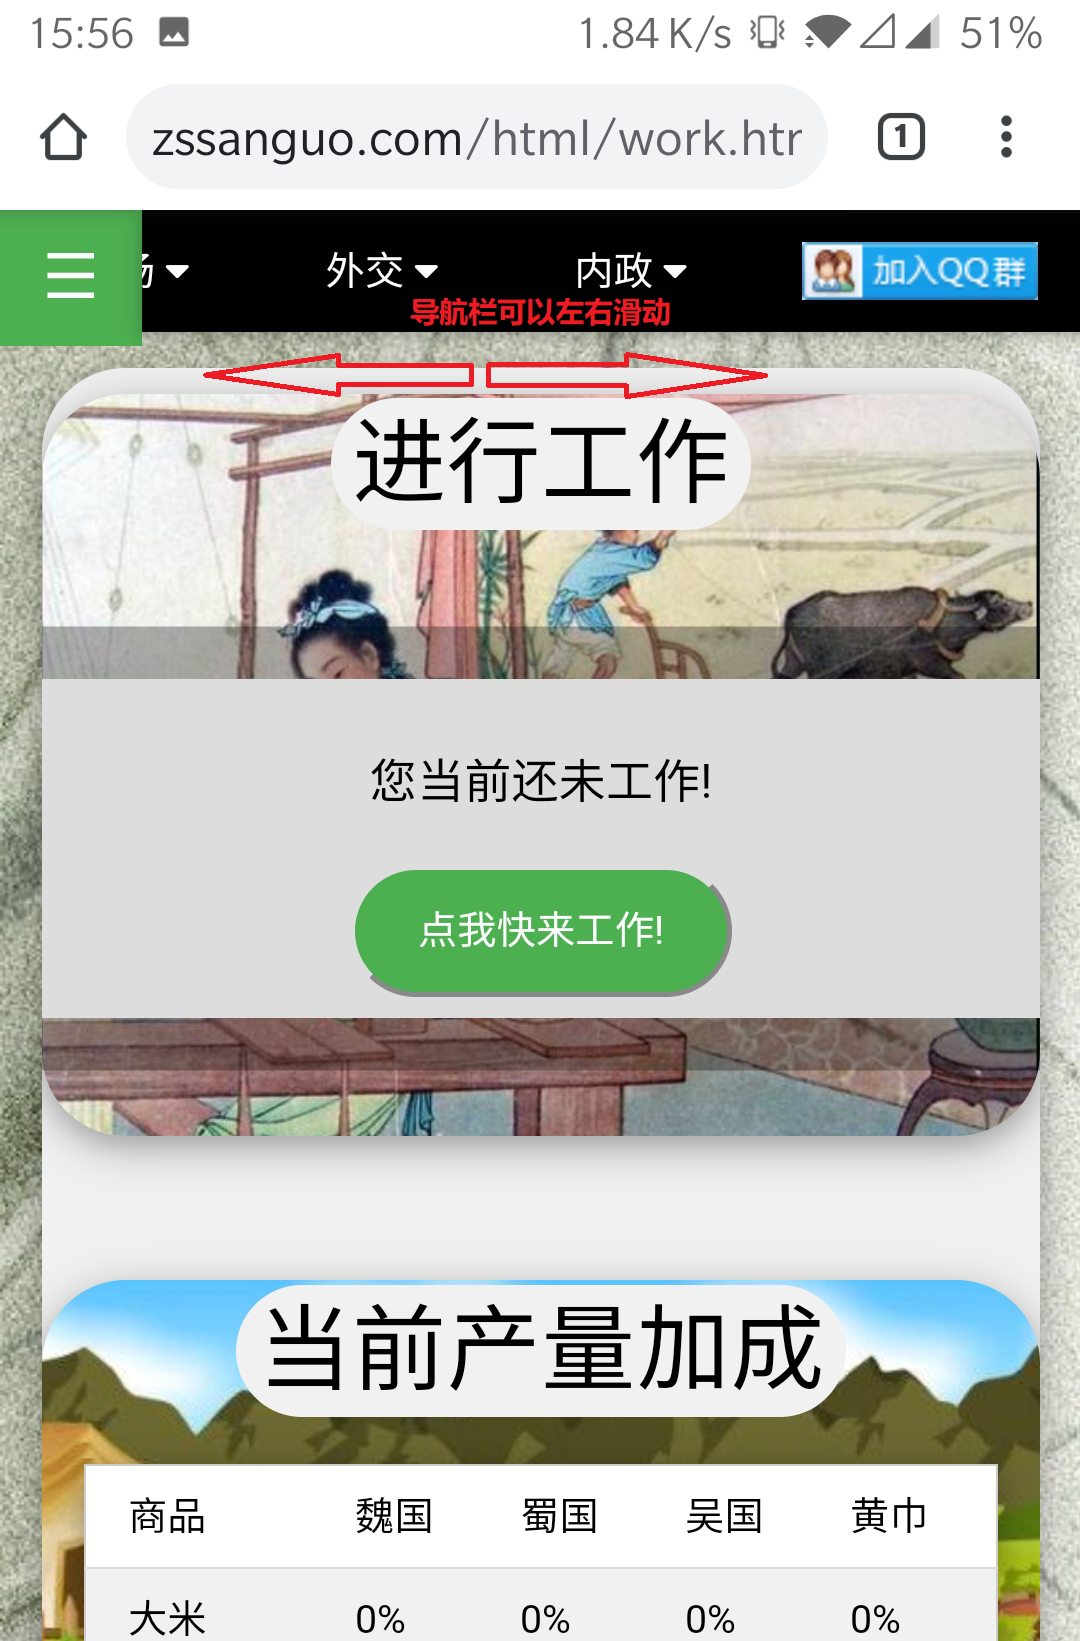 15:56
1.84 K/s
51%
zssanguo.com/html/work.htr
1
外交
内政
加入QQ群
导航栏可以左右滑动
进行工作
您当前还未工作!
点我快来工作!
当前产量加成
商品 魏国 蜀国 吴国 黄巾
大米 0% 0% 0% 0%